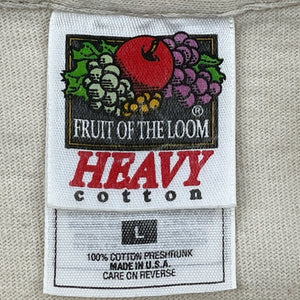 ®
FRUIT OF THE LOOM
HEAVY
cotton
L
100% COTTON PRESHRUNK
MADE IN U.S.A.
CARE ON REVERSE